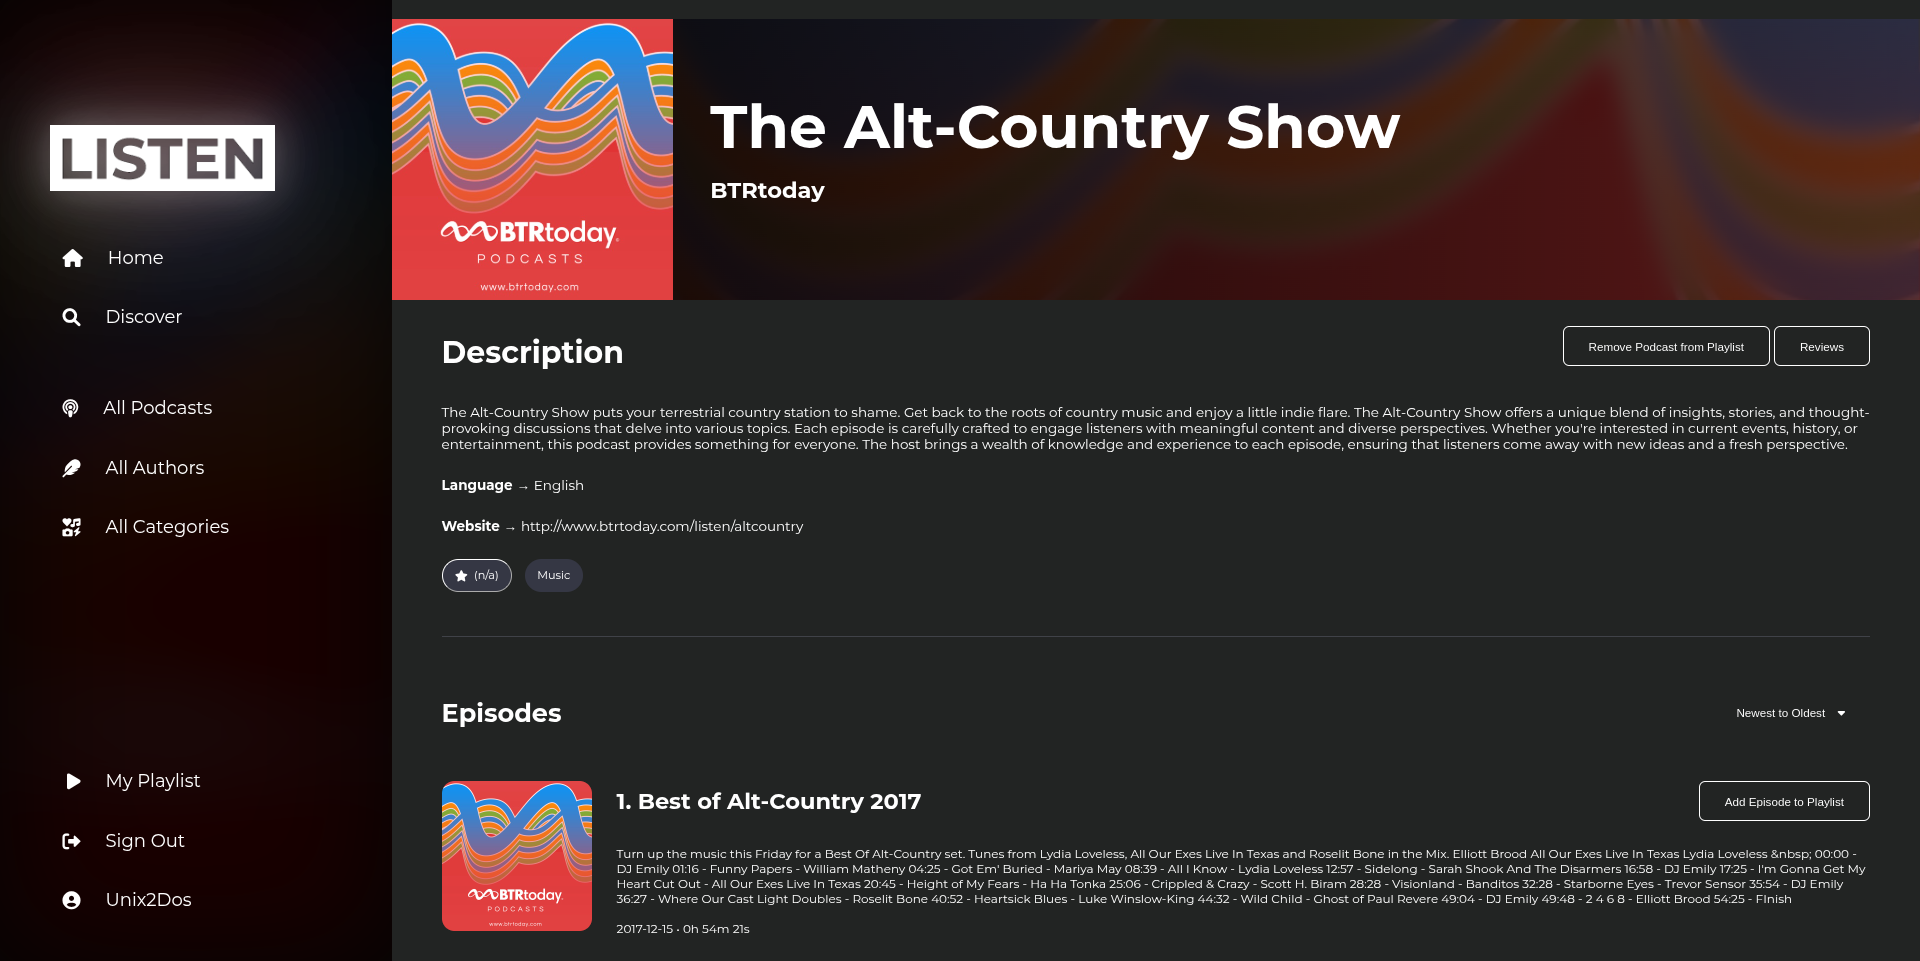 LISTEN
Home
Discover
All Podcasts
All Authors
All Categories
My Playlist
Sign Out
Unix2Dos
BTRtoday
PODCASTS
www.btrtoday.com
The Alt-Country Show
BTRtoday
Description
Remove Podcast from Playlist
Reviews
The Alt-Country Show puts your terrestrial country station to shame. Get back to the roots of country music and enjoy a little indie flare. The Alt-Country Show offers a unique blend of insights, stories, and thought-
provoking discussions that delve into various topics. Each episode is carefully crafted to engage listeners with meaningful content and diverse perspectives. Whether you're interested in current events, history, or
entertainment, this podcast provides something for everyone. The host brings a wealth of knowledge and experience to each episode, ensuring that listeners come away with new ideas and a fresh perspective.
Language → English
Website → http://www.btrtoday.com/listen/altcountry
(n/a)
Music
Episodes
Newest to Oldest
BTRtoday
PODCASTS
www.btrtoday.com
1. Best of Alt-Country 2017
Add Episode to Playlist
Turn up the music this Friday for a Best Of Alt-Country set. Tunes from Lydia Loveless, All Our Exes Live In Texas and Roselit Bone in the Mix. Elliott Brood All Our Exes Live In Texas Lydia Loveless &nbsp; 00:00 -
DJ Emily 01:16 - Funny Papers - William Matheny 04:25 - Got Em' Buried - Mariya May 08:39 - All I Know - Lydia Loveless 12:57 - Sidelong - Sarah Shook And The Disarmers 16:58 - DJ Emily 17:25 - I'm Gonna Get My
Heart Cut Out - All Our Exes Live In Texas 20:45 - Height of My Fears - Ha Ha Tonka 25:06 - Crippled & Crazy - Scott H. Biram 28:28 - Visionland - Banditos 32:28 - Starborne Eyes - Trevor Sensor 35:54 - DJ Emily
36:27 - Where Our Cast Light Doubles - Roselit Bone 40:52 - Heartsick Blues - Luke Winslow-King 44:32 - Wild Child - Ghost of Paul Revere 49:04 - DJ Emily 49:48 - 2 4 6 8 - Elliott Brood 54:25 - FInish
2017-12-15 • 0h 54m 21s